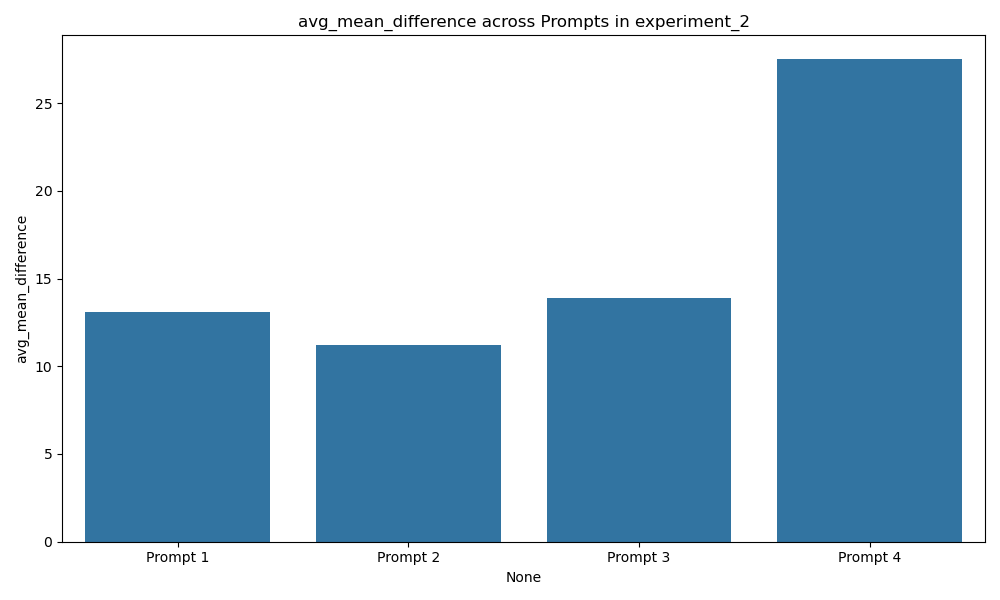 avg_mean_difference across Prompts in experiment_2
avg_mean_difference
25
20
15
10
5
0
Prompt 1 Prompt 2 Prompt 3 Prompt 4
None